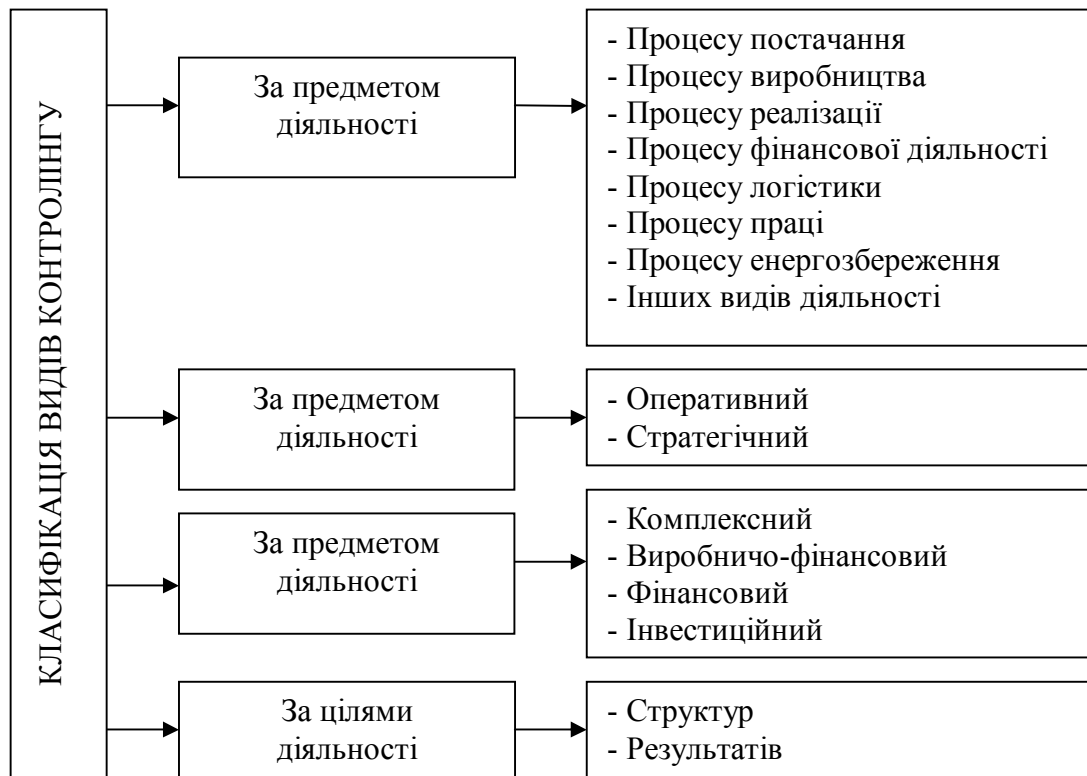 КЛАСИФІКАЦІЯ ВИДІВ КОНТРОЛІНГУ
За предметом
діяльності
- Процесу постачання
- Процесу виробництва
- Процесу реалізації
- Процесу фінансової діяльності
- Процесу логістики
- Процесу праці
- Процесу енергозбереження
- Інших видів діяльності
За предметом
діяльності
- Оперативний
- Стратегічний
За предметом
діяльності
- Комплексний
- Виробничо-фінансовий
- Фінансовий
- Інвестиційний
За цілями
діяльності
- Структур
- Результатів